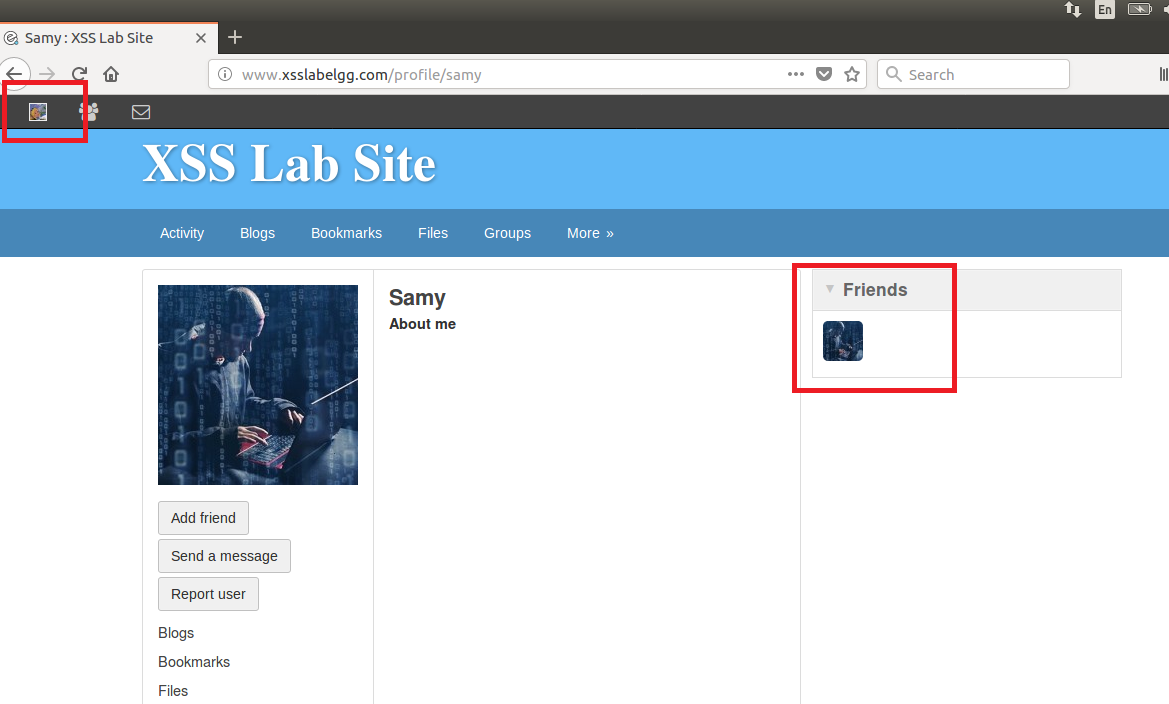 En
Samy : XSS Lab Site
www.xsslabelgg.com/profile/samy
Search
XSS Lab Site
Activity Blogs Bookmarks Files Groups More »
Samy
About me
Add friend
Send a message
Report user
Blogs
Bookmarks
Files
Friends